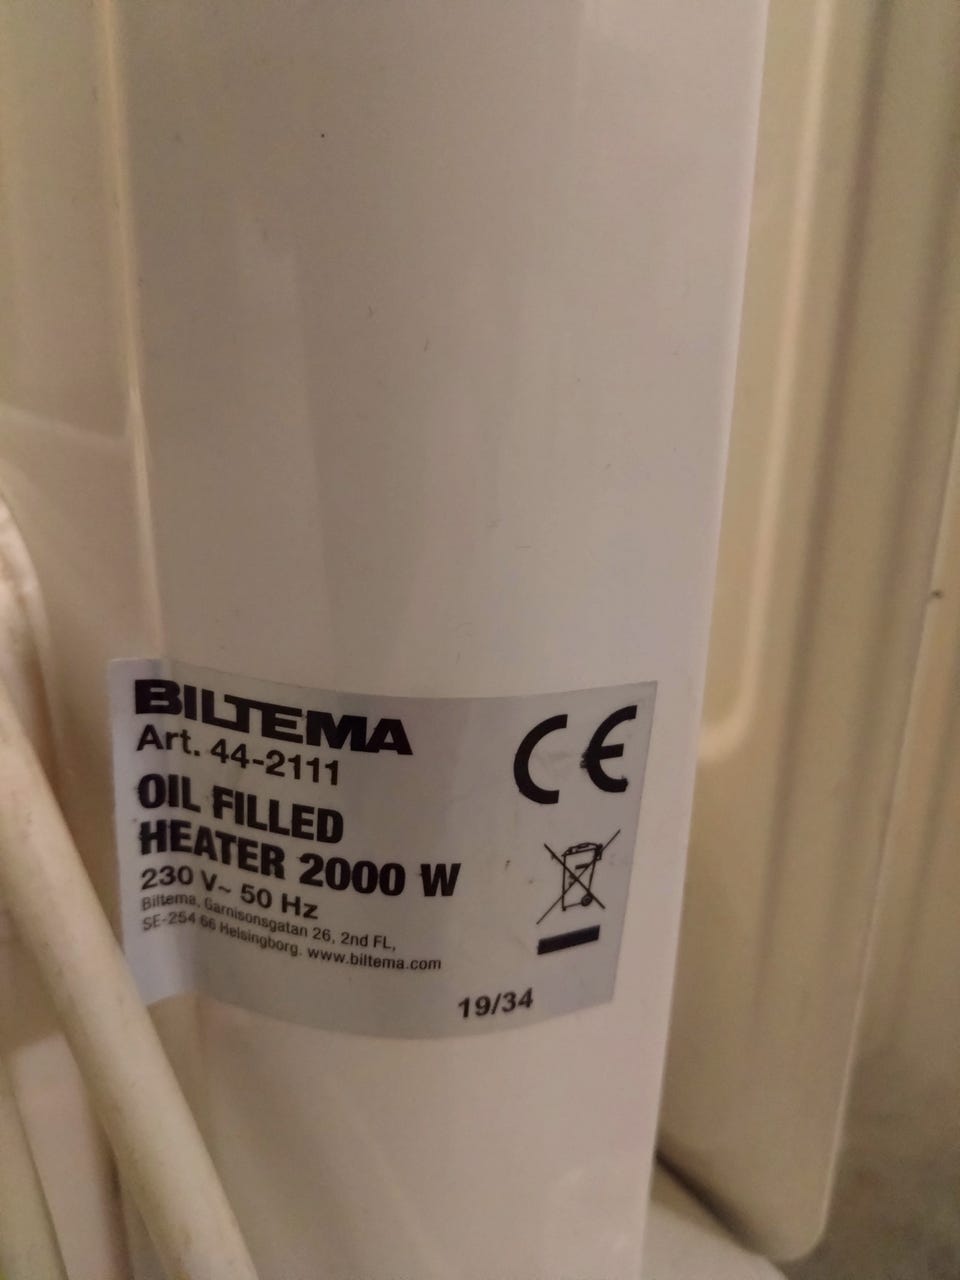 BILTEMA
Art. 44-2111
OIL FILLED
HEATER 2000 W
230 V~ 50 Hz
Biltema, Garnisonsgatan 26, 2nd FL,
SE-254 66 Helsingborg. www.biltema.com
CE
19/34